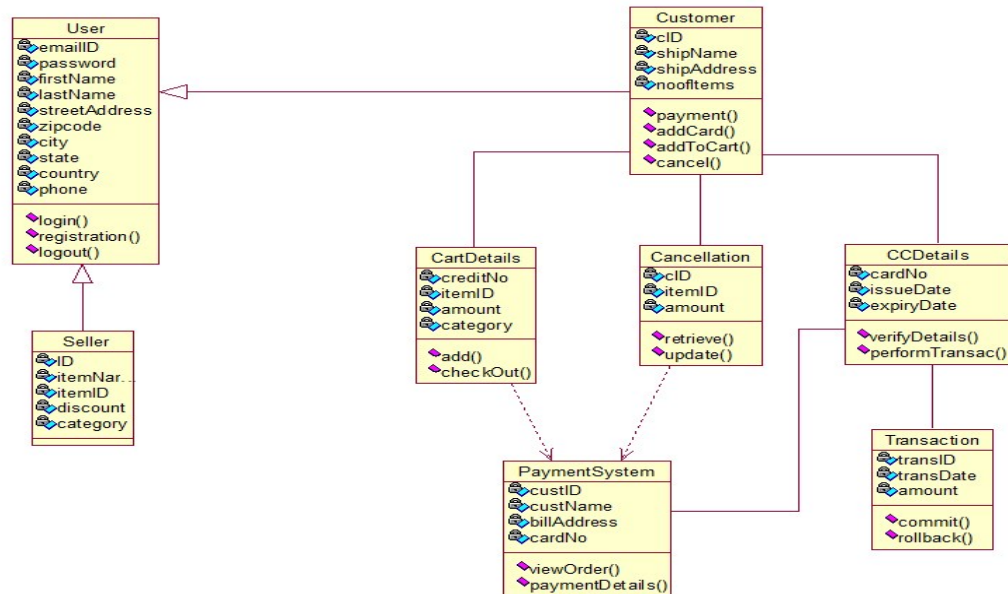 User
emailID
password
firstName
lastName
streetAddress
zipcode
city
state
country
phone
login()
registration()
logout()
Customer
cID
shipName
shipAddress
noofItems
payment()
addCard()
addToCart()
cancel()
CartDetails
creditNo
itemID
amount
category
add()
checkOut()
Cancellation
cID
itemID
amount
retrieve()
update()
CCDetails
cardNo
issueDate
expiryDate
verifyDetails()
performTransac()
Seller
ID
itemNar...
itemID
discount
category
PaymentSystem
custID
custName
billAddress
cardNo
viewOrder()
paymentDetails()
Transaction
transID
transDate
amount
commit()
rollback()